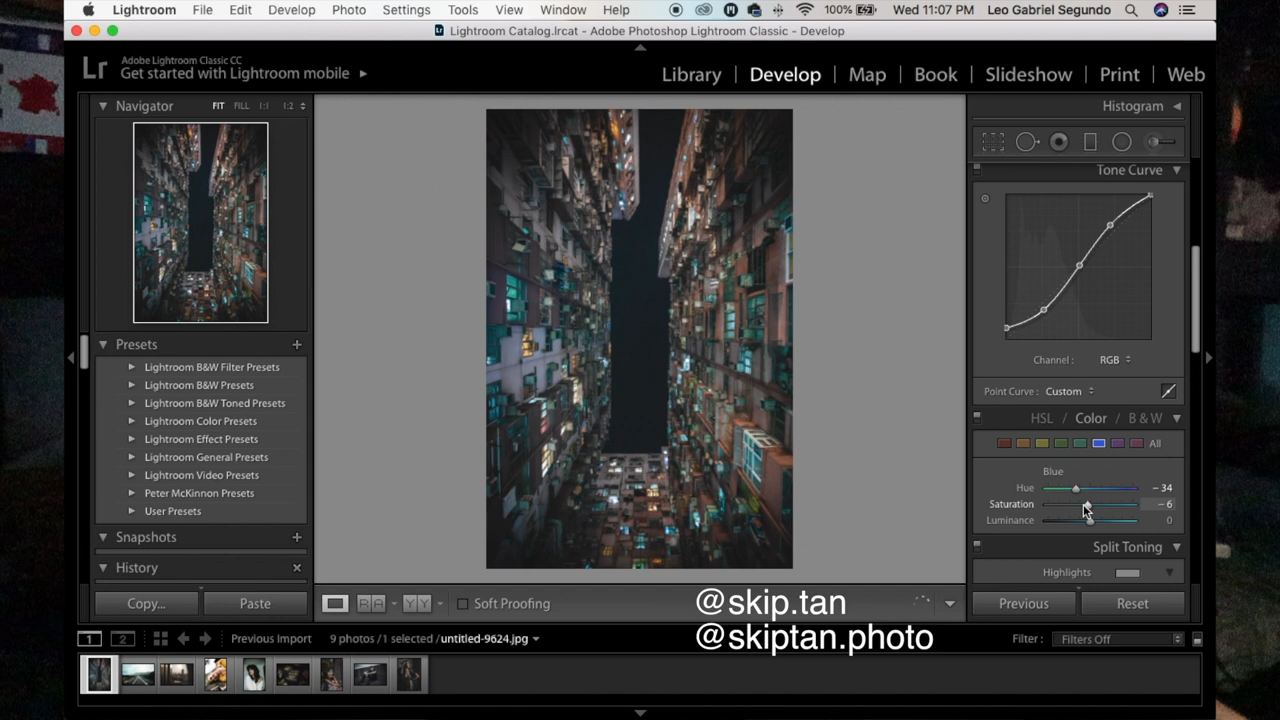 Lightroom File Edit Develop Photo Settings Tools View Window Help 100% Wed 11:07 PM Leo Gabriel Segundo
Lightroom Catalog.lrcat - Adobe Photoshop Lightroom Classic - Develop
Lr
Adobe Lightroom Classic CC
Get started with Lightroom mobile
Library | Develop | Map | Book | Slideshow | Print | Web
Navigator FIT FILL 1:1 1:2
Histogram
Tone Curve
Channel : RGB
Point Curve : Custom
HSL / Color / B & W
All
Blue
Hue - 34
Saturation - 6
Luminance 0
Split Toning
Highlights
Previous Reset
Presets
Lightroom B&W Filter Presets
Lightroom B&W Presets
Lightroom B&W Toned Presets
Lightroom Color Presets
Lightroom Effect Presets
Lightroom General Presets
Lightroom Video Presets
Peter McKinnon Presets
User Presets
Snapshots
History
Copy... Paste
R A Y Y Soft Proofing
@skip.tan
@skiptan.photo
1 2 Previous Import 9 photos /1 selected /untitled-9624.jpg
Filter : Filters Off